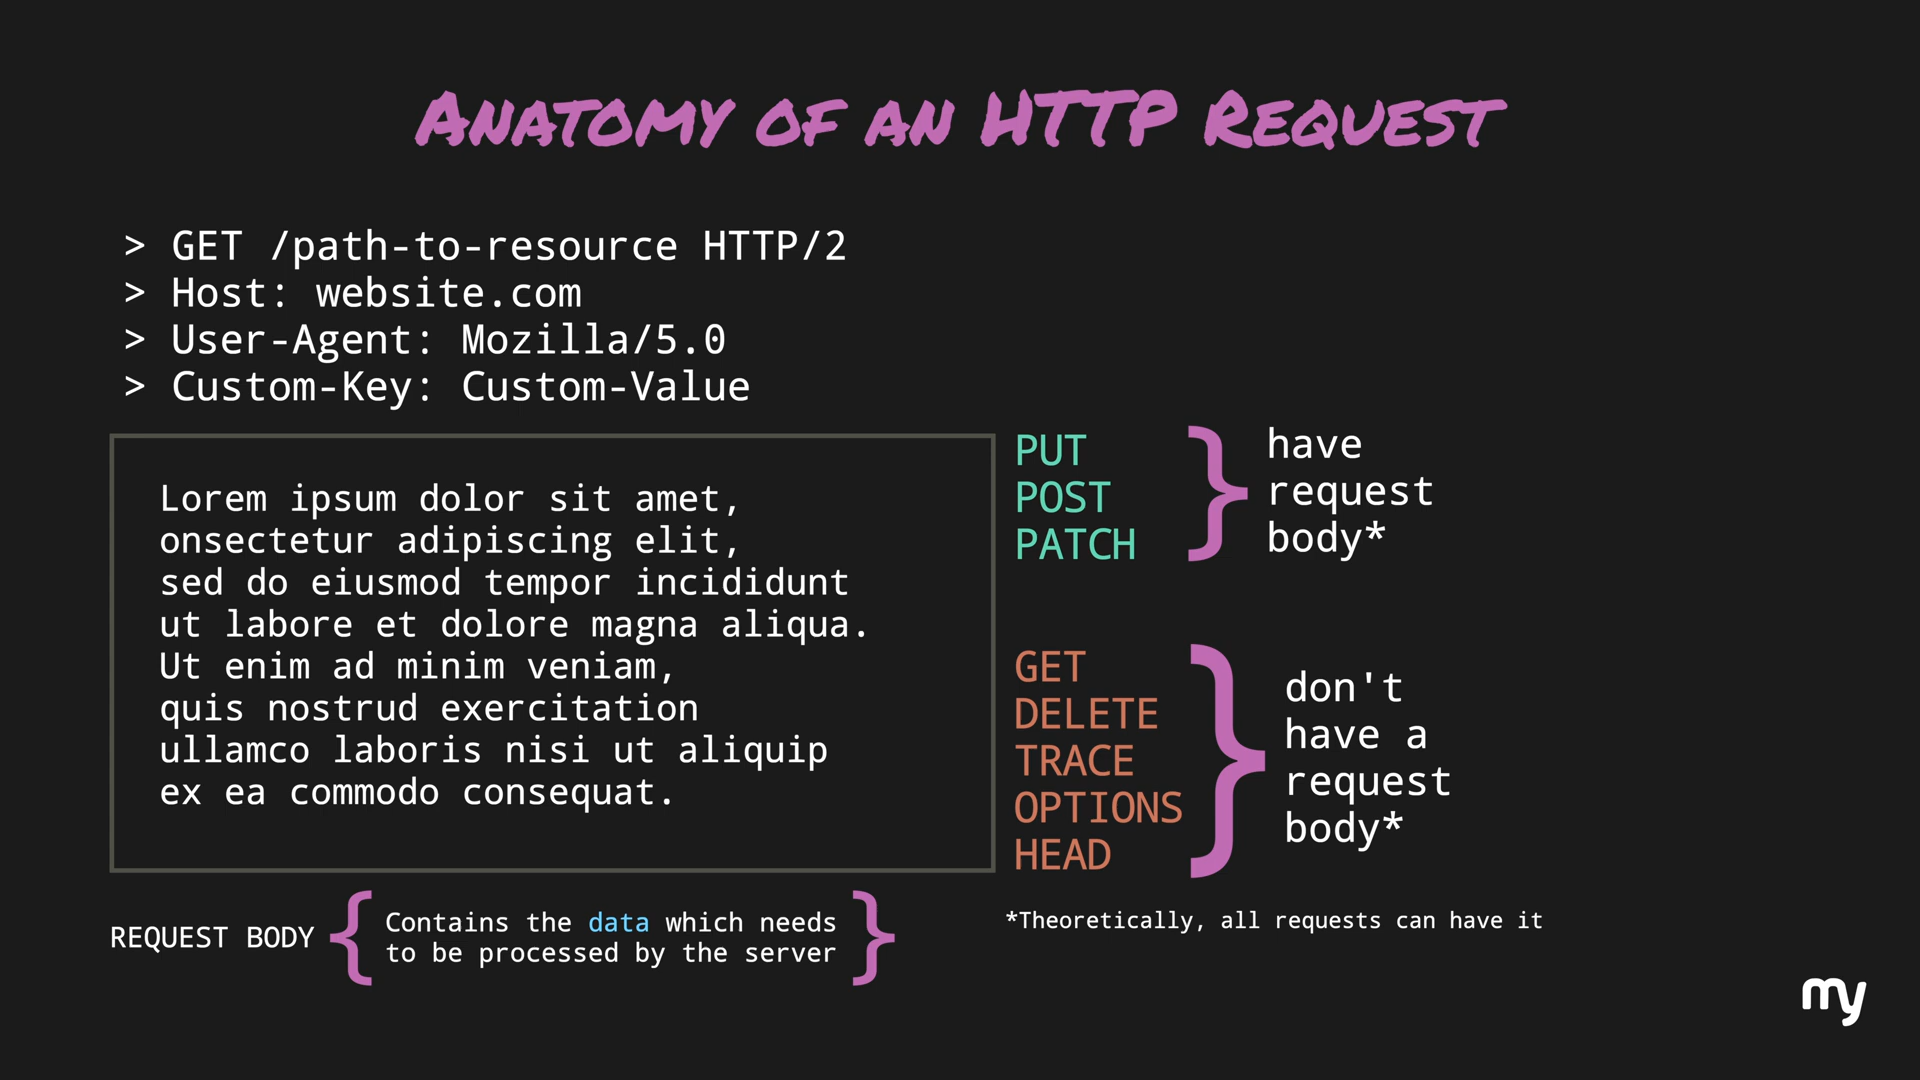 Anatomy of an HTTP Request
> GET /path-to-resource HTTP/2
> Host: website.com
> User-Agent: Mozilla/5.0
> Custom-Key: Custom-Value
Lorem ipsum dolor sit amet,
onsectetur adipiscing elit,
sed do eiusmod tempor incididunt
ut labore et dolore magna aliqua.
Ut enim ad minim veniam,
quis nostrud exercitation
ullamco laboris nisi ut aliquip
ex ea commodo consequat.
PUT
POST
PATCH
}
have
request
body*
GET
DELETE
TRACE
OPTIONS
HEAD
}
don't
have a
request
body*
REQUEST BODY { Contains the data which needs
to be processed by the server }
*Theoretically, all requests can have it
my